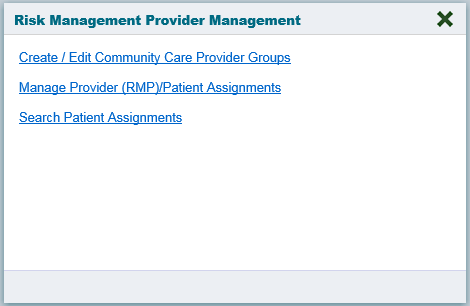 Risk Management Provider Management
Create / Edit Community Care Provider Groups
Manage Provider (RMP)/Patient Assignments
Search Patient Assignments